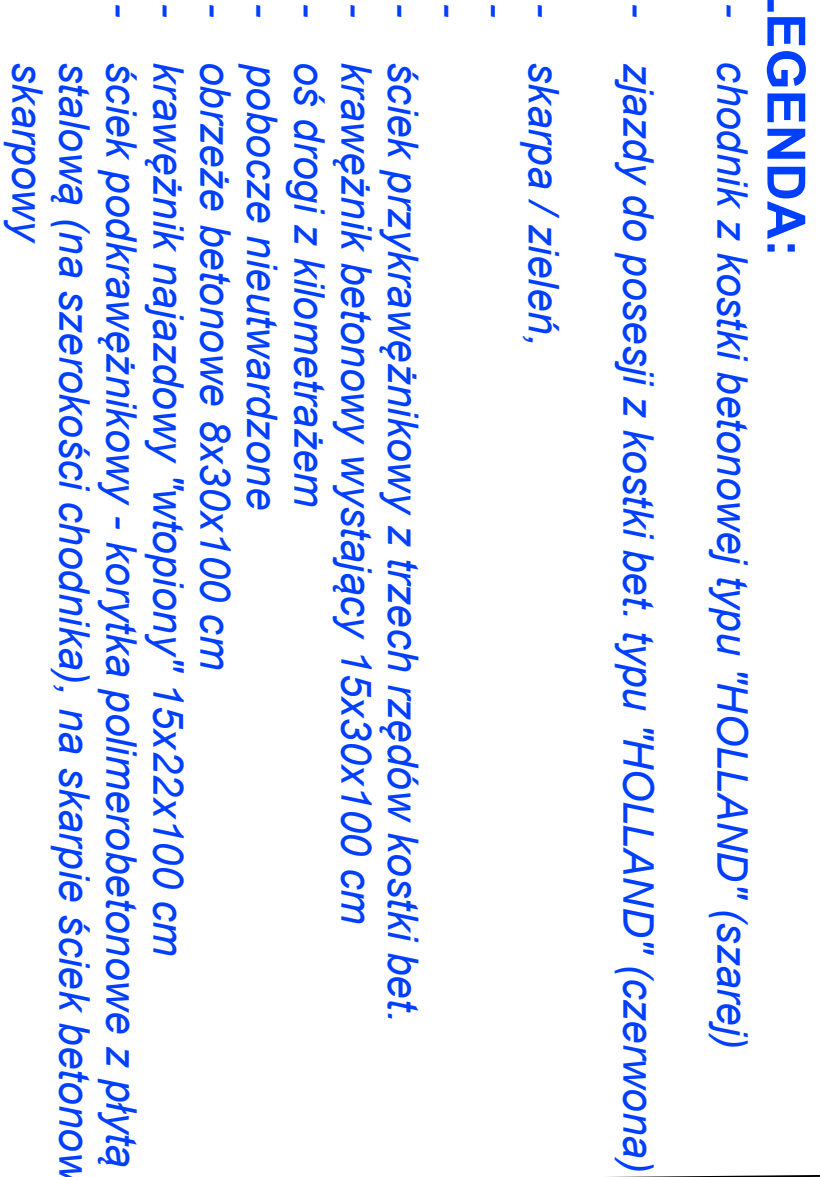 LEGENDA:
- chodnik z kostki betonowej typu "HOLLAND" (szarej)
- zjazdy do posesji z kostki bet. typu "HOLLAND" (czerwona)
- skarpa / zieleń,
-
-
- ściek przykrawężnikowy z trzech rzędów kostki bet.
- krawężnik betonowy wystający 15x30x100 cm
- oś drogi z kilometrażem
- pobocze nieutwardzone
- obrzeże betonowe 8x30x100 cm
- krawężnik najazdowy "wtopiony" 15x22x100 cm
- ściek podkrawężnikowy - korytka polimerobetonowe z płytą
stalową (na szerokości chodnika), na skarpie ściek betonow
skarpowy